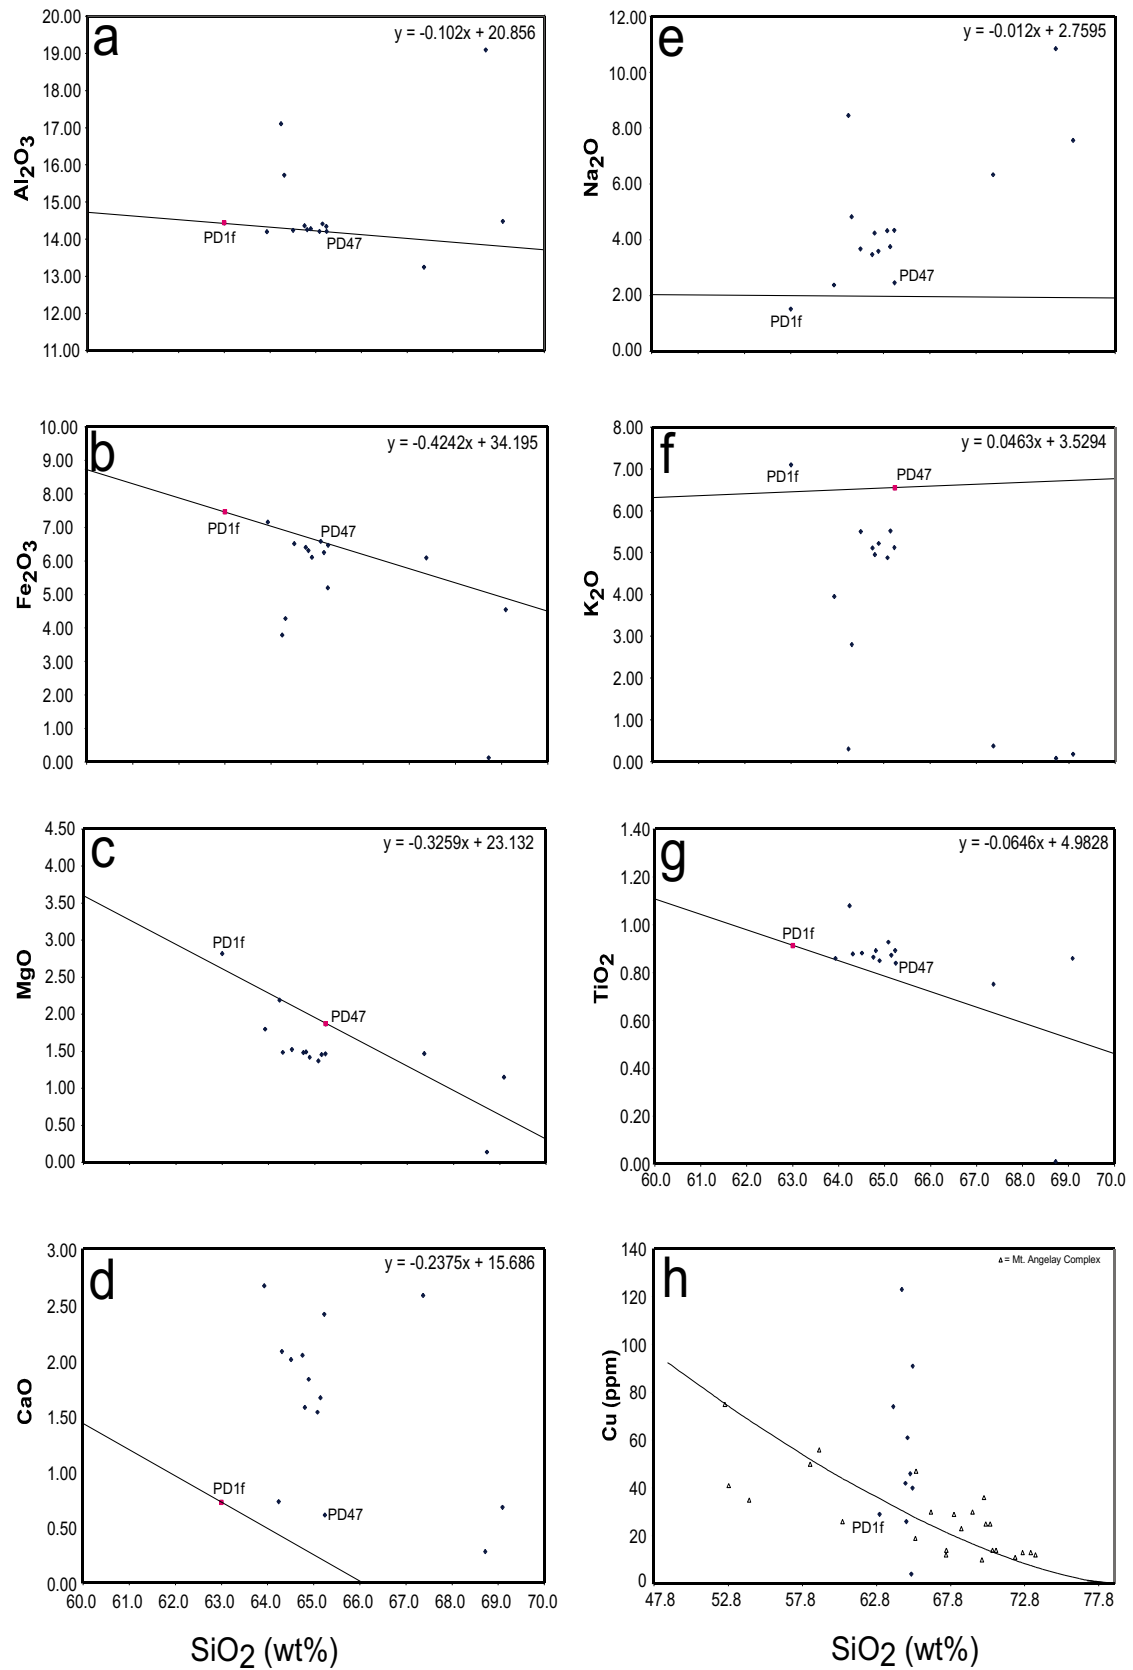 a
y = -0.102x + 20.856
Al2O3
20.00
19.00
18.00
17.00
16.00
15.00
14.00
13.00
12.00
11.00
PD1f
PD47
e
y = -0.012x + 2.7595
Na2O
12.00
10.00
8.00
6.00
4.00
2.00
0.00
PD47
PD1f
b
y = -0.4242x + 34.195
Fe2O3
10.00
9.00
8.00
7.00
6.00
5.00
4.00
3.00
2.00
1.00
0.00
PD1f
PD47
f
y = 0.0463x + 3.5294
K2O
8.00
7.00
6.00
5.00
4.00
3.00
2.00
1.00
0.00
PD1f
PD47
c
y = -0.3259x + 23.132
MgO
4.50
4.00
3.50
3.00
2.50
2.00
1.50
1.00
0.50
0.00
PD1f
PD47
g
y = -0.0646x + 4.9828
TiO2
1.40
1.20
1.00
0.80
0.60
0.40
0.20
0.00
PD1f
PD47
60.0 61.0 62.0 63.0 64.0 65.0 66.0 67.0 68.0 69.0 70.0
d
y = -0.2375x + 15.686
CaO
3.00
2.50
2.00
1.50
1.00
0.50
0.00
PD1f
PD47
60.0 61.0 62.0 63.0 64.0 65.0 66.0 67.0 68.0 69.0 70.0
SiO2 (wt%)
h
= Mt. Angelay Complex
Cu (ppm)
140
120
100
80
60
40
20
0
PD1f
47.8 52.8 57.8 62.8 67.8 72.8 77.8
SiO2 (wt%)